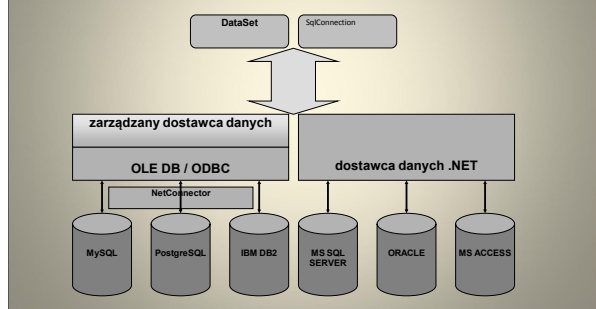 DataSet
SqlConnection
zarządzany dostawca danych
OLE DB / ODBC
dostawca danych .NET
NetConnector
MySQL
PostgreSQL
IBM DB2
MS SQL
SERVER
ORACLE
MS ACCESS